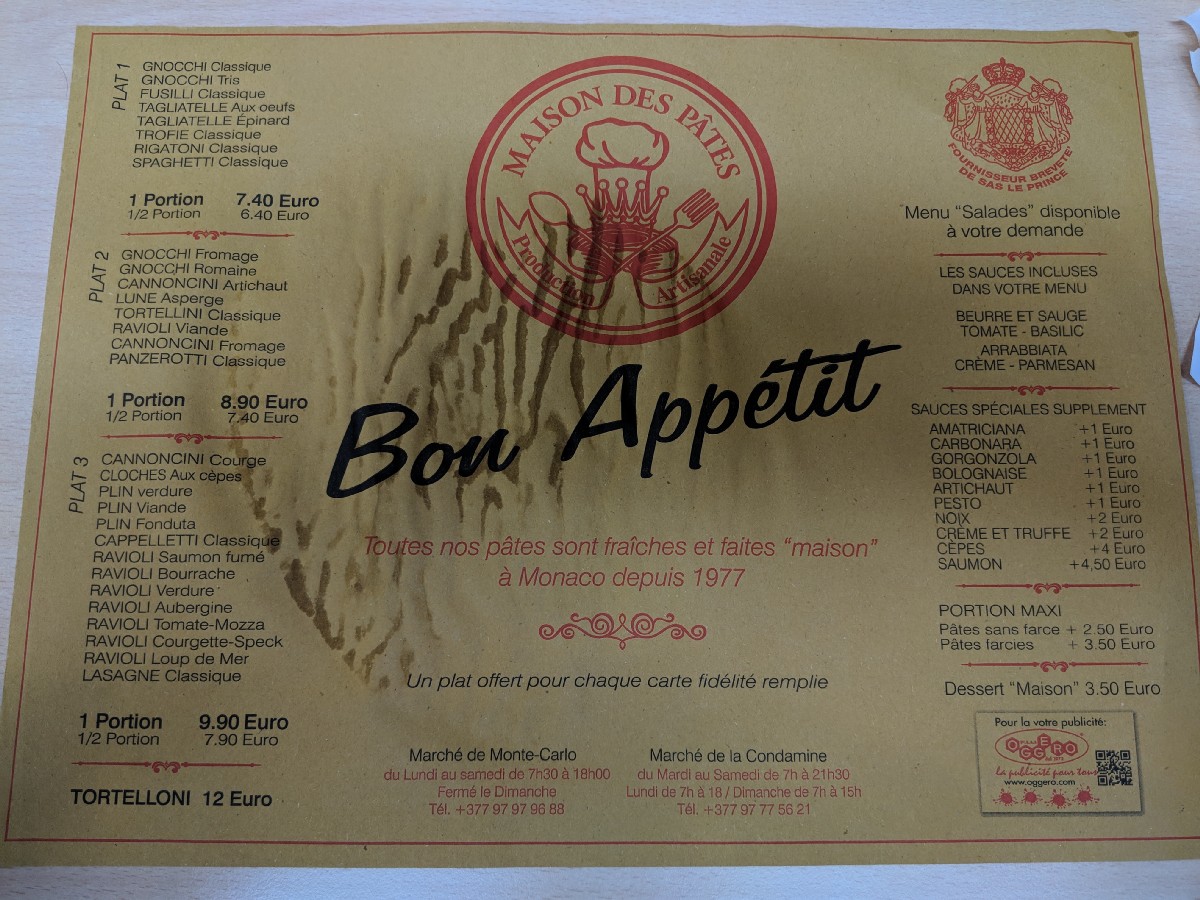 PLAT 1
GNOCCHI Classique
GNOCCHI Tris
FUSILLI Classique
TAGLIATELLE Aux oeufs
TAGLIATELLE Épinard
TROFIE Classique
RIGATONI Classique
SPAGHETTI Classique
1 Portion 7.40 Euro
1/2 Portion 6.40 Euro
PLAT 2
GNOCCHI Fromage
GNOCCHI Romaine
CANNONCINI Artichaut
LUNE Asperge
TORTELLINI Classique
RAVIOLI Viande
CANNONCINI Fromage
PANZEROTTI Classique
1 Portion 8.90 Euro
1/2 Portion 7.40 Euro
PLAT 3
CANNONCINI Courge
CLOCHES Aux cèpes
PLIN verdure
PLIN Viande
PLIN Fonduta
CAPPELLETTI Classique
RAVIOLI Saumon fumé
RAVIOLI Bourrache
RAVIOLI Verdure
RAVIOLI Aubergine
RAVIOLI Tomate-Mozza
RAVIOLI Courgette-Speck
RAVIOLI Loup de Mer
LASAGNE Classique
1 Portion 9.90 Euro
1/2 Portion 7.90 Euro
TORTELLONI 12 Euro
MAISON DES PÂTES
Production Artisanale
Bon Appétit
Toutes nos pâtes sont fraîches et faites “maison”
à Monaco depuis 1977
Un plat offert pour chaque carte fidélité remplie
Marché de Monte-Carlo
du Lundi au samedi de 7h30 à 18h00
Fermé le Dimanche
Tél. +377 97 97 96 88
Marché de la Condamine
du Mardi au Samedi de 7h à 21h30
Lundi de 7h à 18 / Dimanche de 7h à 15h
Tél. +377 97 77 56 21
FOURNISSEUR BREVETÉ
DE SAS LE PRINCE
Menu “Salades” disponible
à votre demande
LES SAUCES INCLUSES
DANS VOTRE MENU
BEURRE ET SAUGE
TOMATE - BASILIC
ARRABBIATA
CRÈME - PARMESAN
SAUCES SPÉCIALES SUPPLEMENT
AMATRICIANA +1 Euro
CARBONARA +1 Euro
GORGONZOLA +1 Euro
BOLOGNAISE +1 Euro
ARTICHAUT +1 Euro
PESTO +1 Euro
NOIX +2 Euro
CRÈME ET TRUFFE +2 Euro
CÈPES +4 Euro
SAUMON +4,50 Euro
PORTION MAXI
Pâtes sans farce + 2.50 Euro
Pâtes farcies + 3.50 Euro
Dessert “Maison” 3.50 Euro
Pour la votre publicité:
OGGERO
la publicité pour tous
www.oggero.com